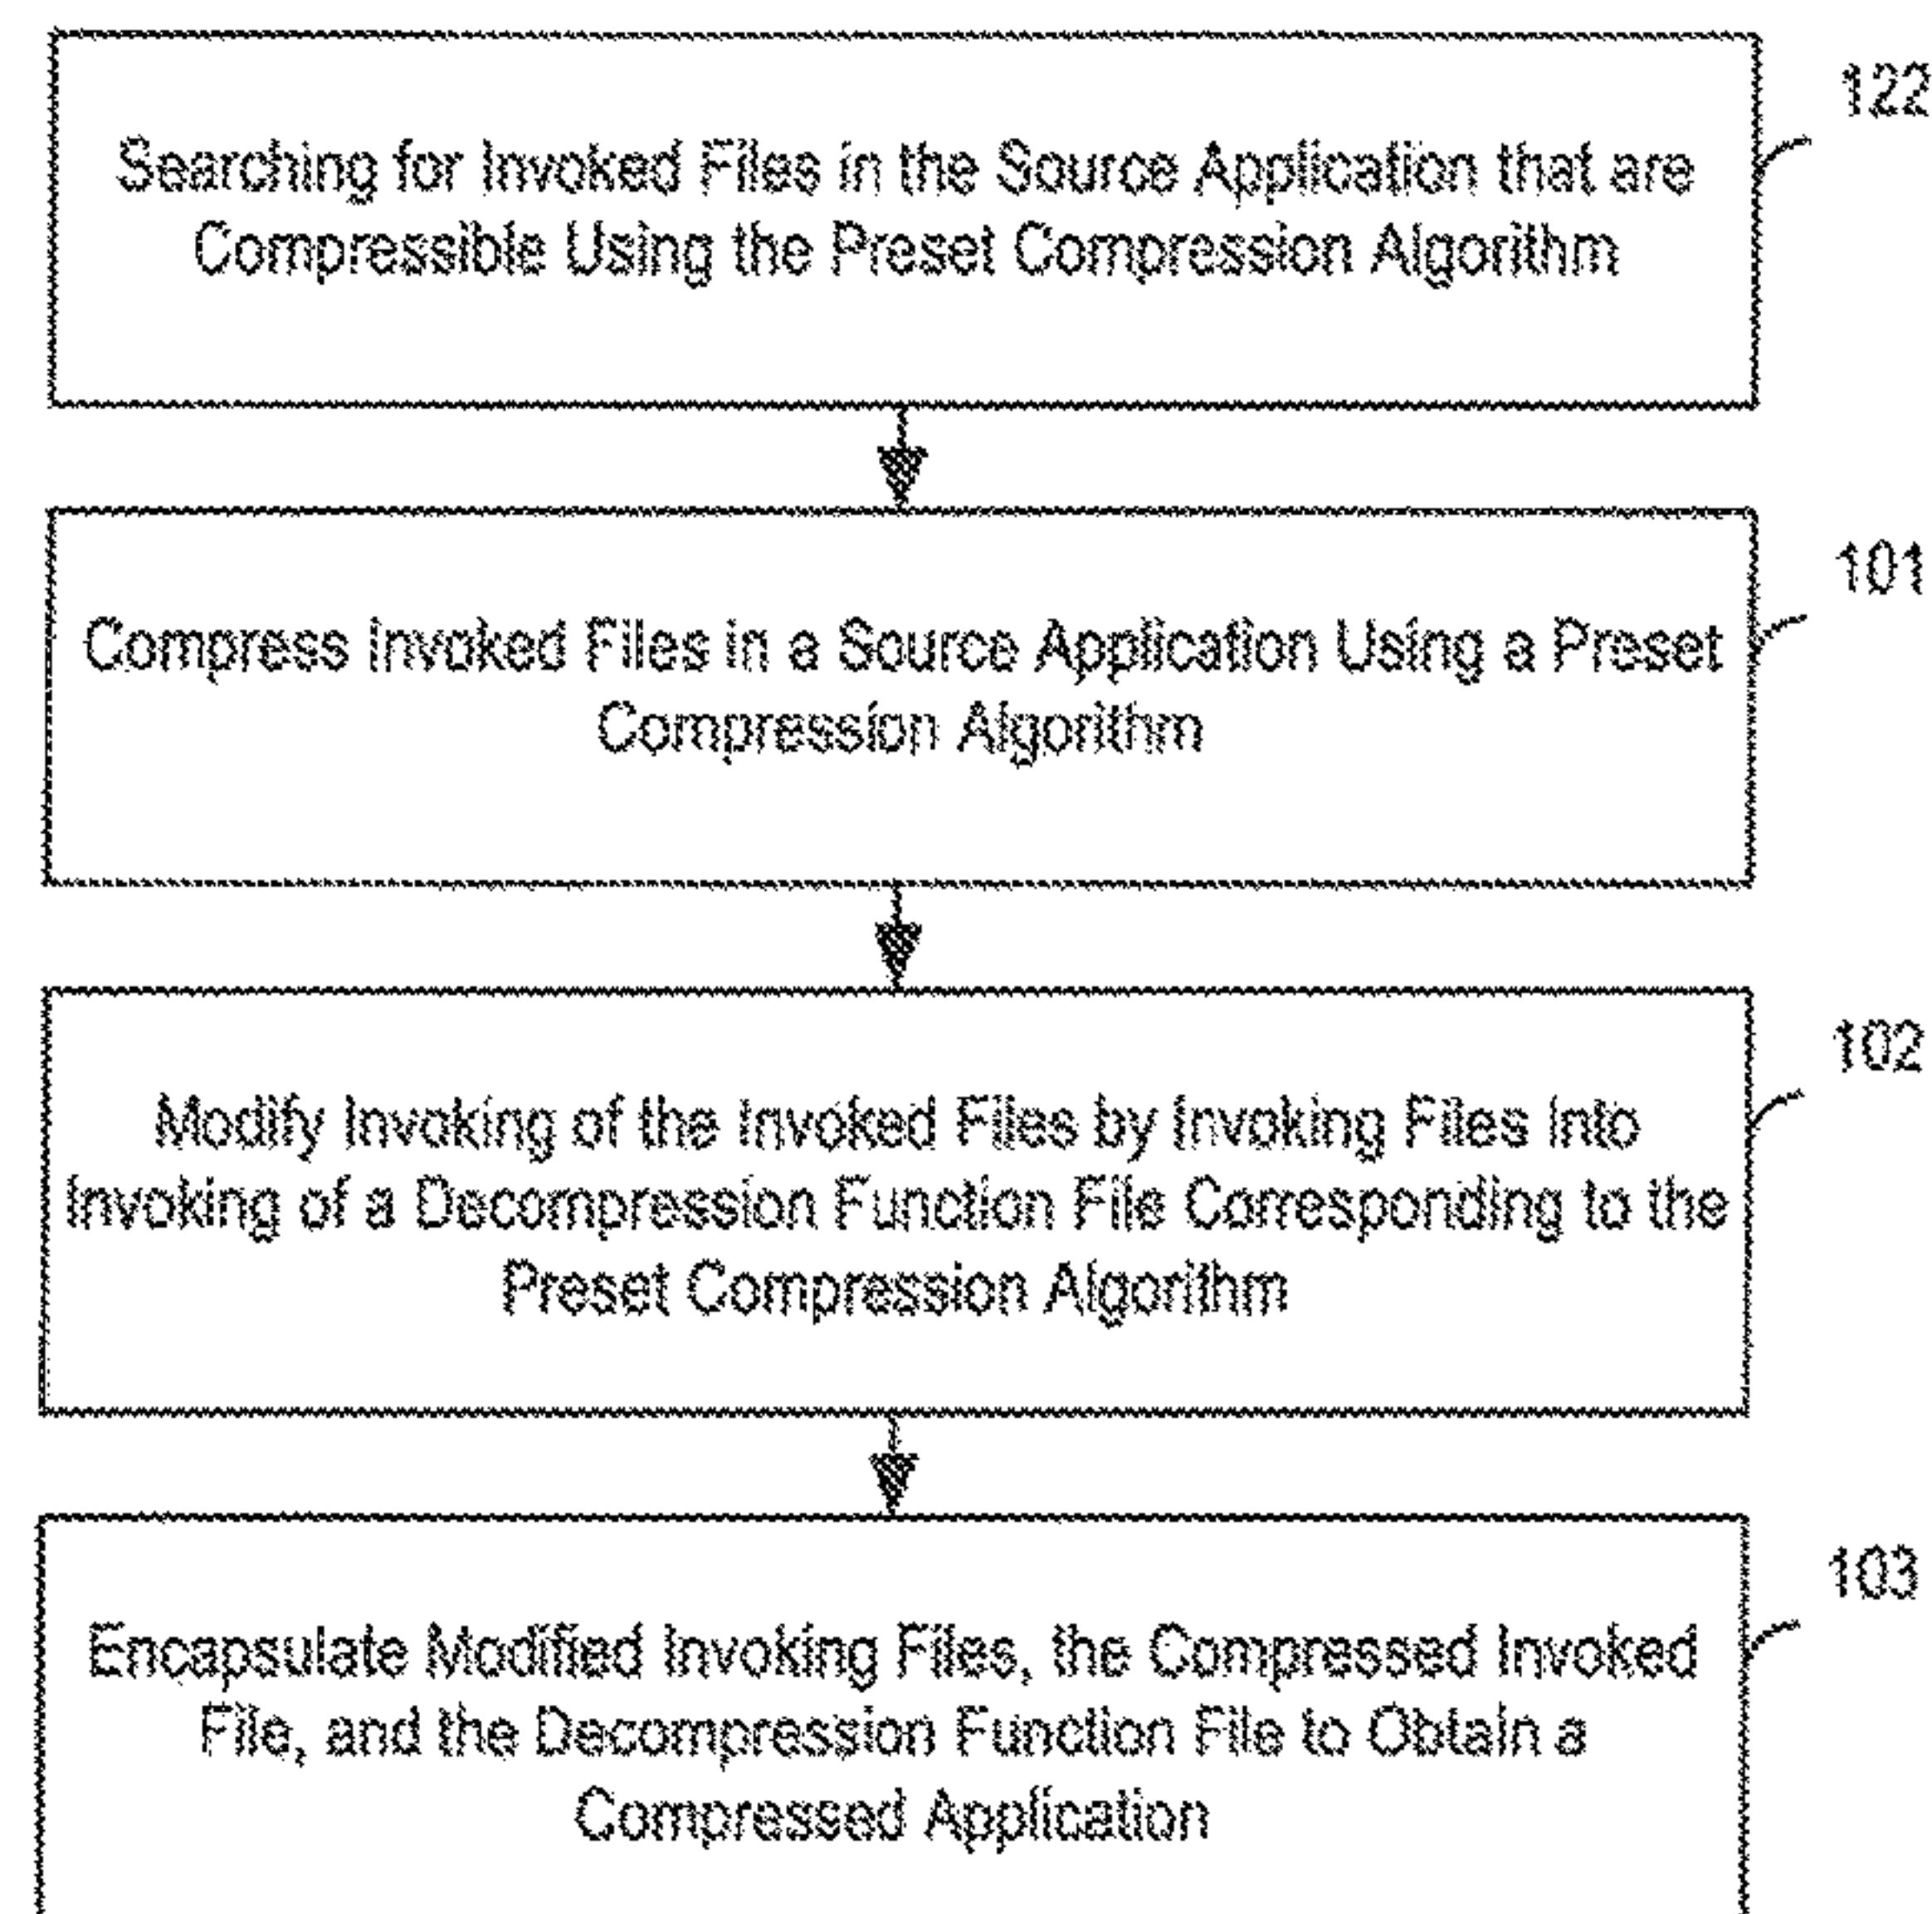 122
Searching for Invoked Files in the Source Application that are
Compressible Using the Preset Compression Algorithm
101
Compress Invoked Files in a Source Application Using a Preset
Compression Algorithm
102
Modify Invoking of the Invoked Files by Invoking Files Into
Invoking of a Decompression Function File Corresponding to the
Preset Compression Algorithm
103
Encapsulate Modified Invoking Files, the Compressed Invoked
File, and the Decompression Function File to Obtain a
Compressed Application